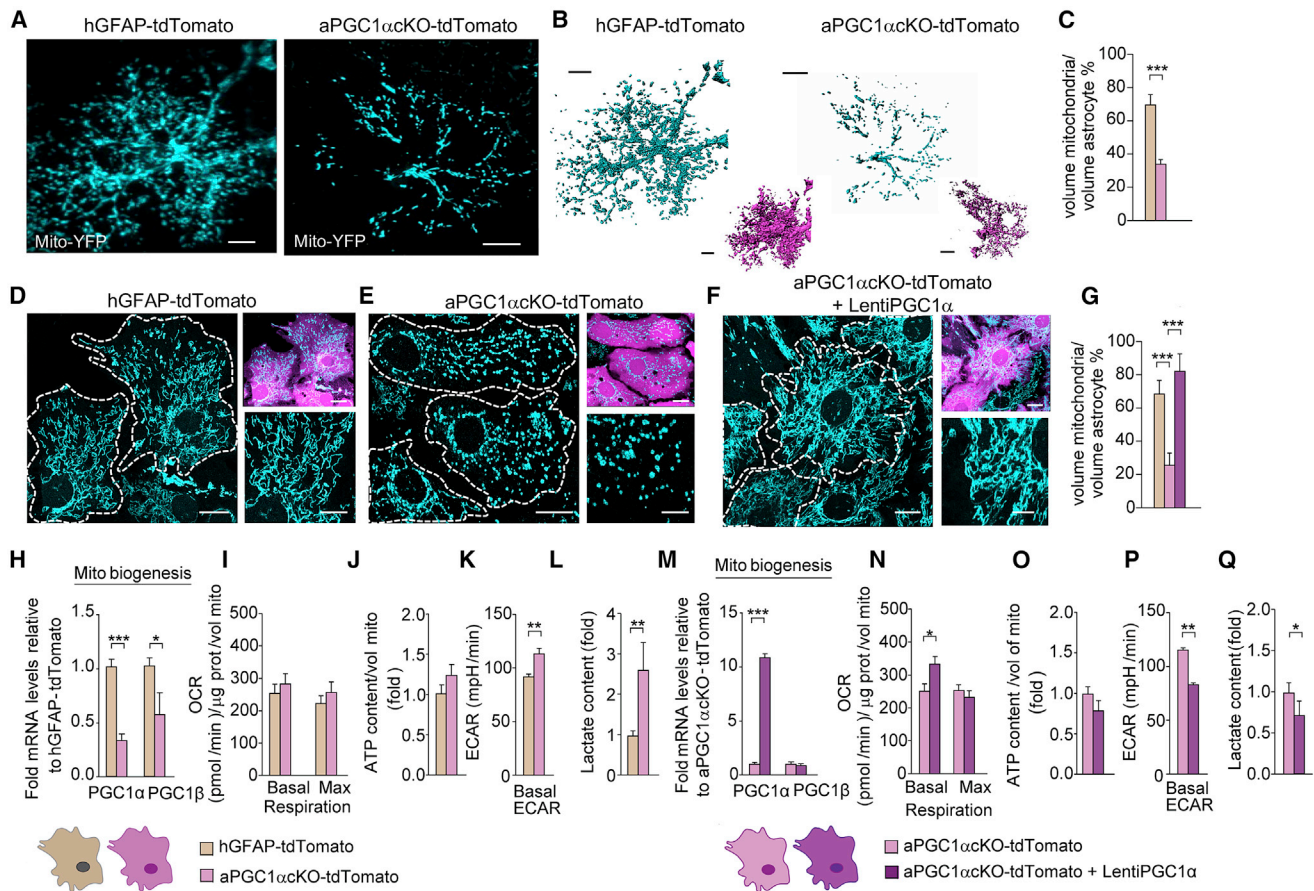 A
hGFAP-tdTomato
aPGC1αcKO-tdTomato
Mito-YFP
Mito-YFP
B
hGFAP-tdTomato
aPGC1αcKO-tdTomato
C
volume mitochondria/
volume astrocyte %
100
80
60
40
20
0
***
D
hGFAP-tdTomato
E
aPGC1αcKO-tdTomato
F
aPGC1αcKO-tdTomato
+ LentiPGC1α
G
volume mitochondria/
volume astrocyte %
100
80
60
40
20
0
***
***
H
Mito biogenesis
Fold mRNA levels relative
to hGFAP-tdTomato
1.5
1.0
0.5
0.0
***
*
PGC1α PGC1β
I
OCR
(pmol /min )/ µg prot /vol mito
500
400
300
200
100
0
Basal Max
Respiration
J
ATP content/vol mito
(fold)
2.0
1.5
1.0
0.5
0.0
K
ECAR (mpH/min)
150
100
50
0
**
Basal
ECAR
L
Lactate content (fold)
4
3
2
1
0
**
M
Mito biogenesis
Fold mRNA levels relative
to aPGC1αcKO - tdTomato
15
10
5
0
***
PGC1α PGC1β
N
OCR
(pmol /min )/ µg prot /vol mito
500
400
300
200
100
0
*
Basal Max
Respiration
O
ATP content /vol of mito
(fold)
2.0
1.5
1.0
0.5
0.0
P
ECAR (mpH /min)
150
100
50
0
**
Basal
ECAR
Q
Lactate content(fold)
2.0
1.5
1.0
0.5
0.0
*
hGFAP-tdTomato
aPGC1αcKO-tdTomato
aPGC1αcKO-tdTomato
aPGC1αcKO-tdTomato + LentiPGC1α